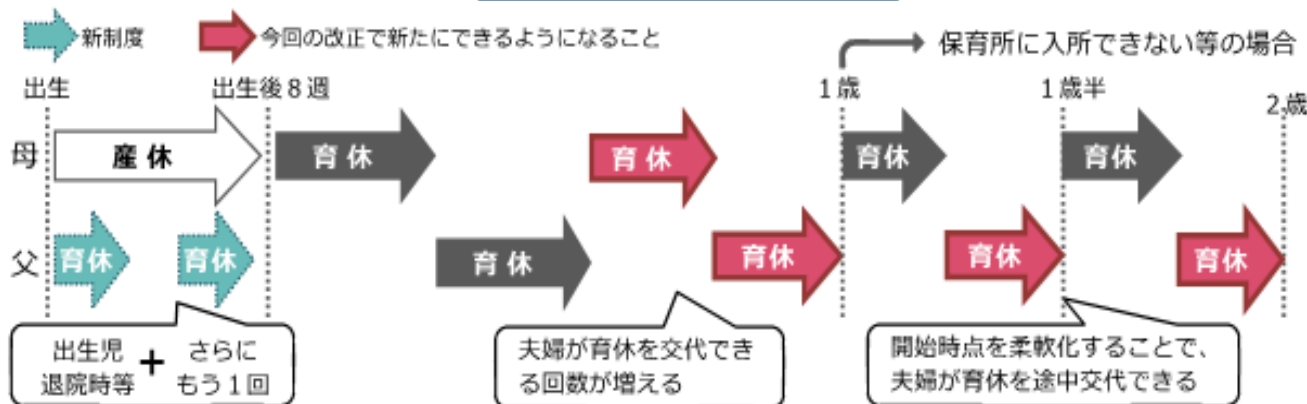 新制度
今回の改正で新たにできるようになること
保育所に入所できない等の場合
出生
出生後8週
1歳
1歳半
2歳
母
産休
育休
育休
育休
育休
父
育休
育休
育休
育休
育休
育休
出生児
退院時等
+
さらに
もう1回
夫婦が育休を交代でき
る回数が増える
開始時点を柔軟化することで、
夫婦が育休を途中交代できる